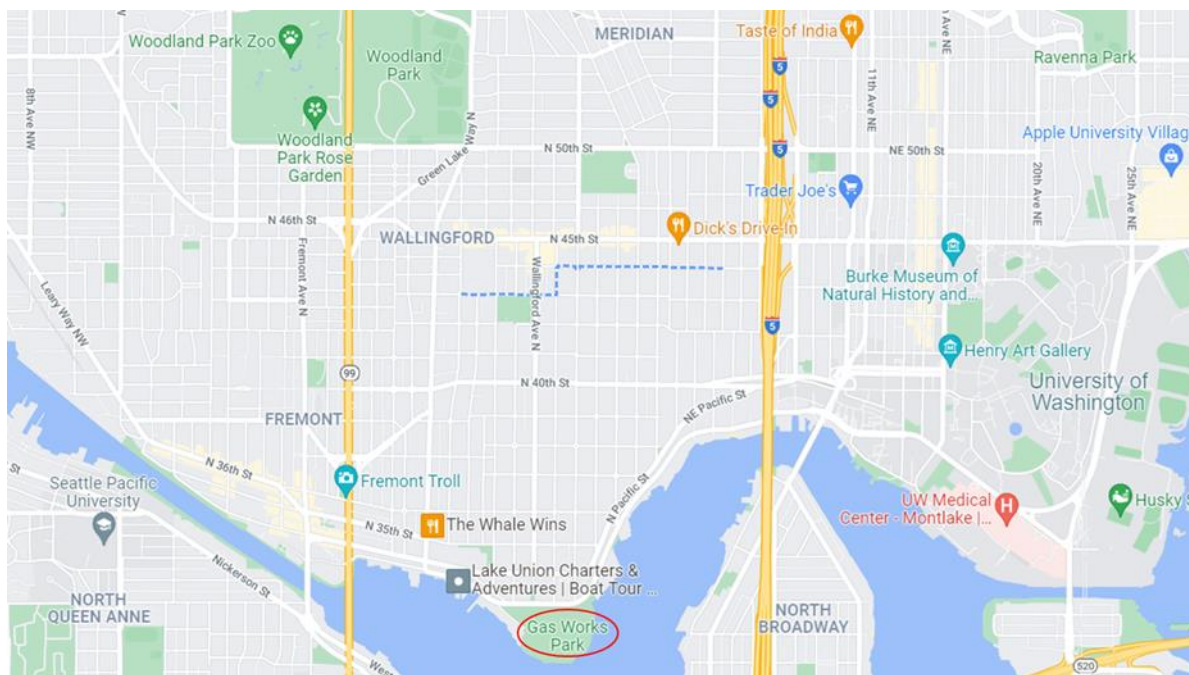 MERIDIAN
Taste of India
Woodland Park Zoo
Woodland
Park
Ravenna Park
5
5
5
5
8th Ave NW
11th Ave NE
Ave NE
Green Lake Way N
Woodland
Park Rose
Garden
N 50th St
NE 50th St
Apple University Villag
20th Ave NE
25th Ave NE
Trader Joe's
N 46th St
Fremont Ave N
WALLINGFORD
N 45th St
Dick's Drive-In
Wallingford Ave N
Burke Museum of
Natural History and...
Leary Way NW
Henry Art Gallery
99
N 40th St
University of
Washington
NE Pacific St
FREMONT
N 36th St
Fremont Troll
St
Seattle Pacific
University
N Pacific St
UW Medical
Center - Montlake |...
Husky S
The Whale Wins
N 35th St
Nickerson St
Lake Union Charters &
Adventures | Boat Tour ...
NORTH
QUEEN ANNE
Gas Works
Park
NORTH
BROADWAY
Wes
520